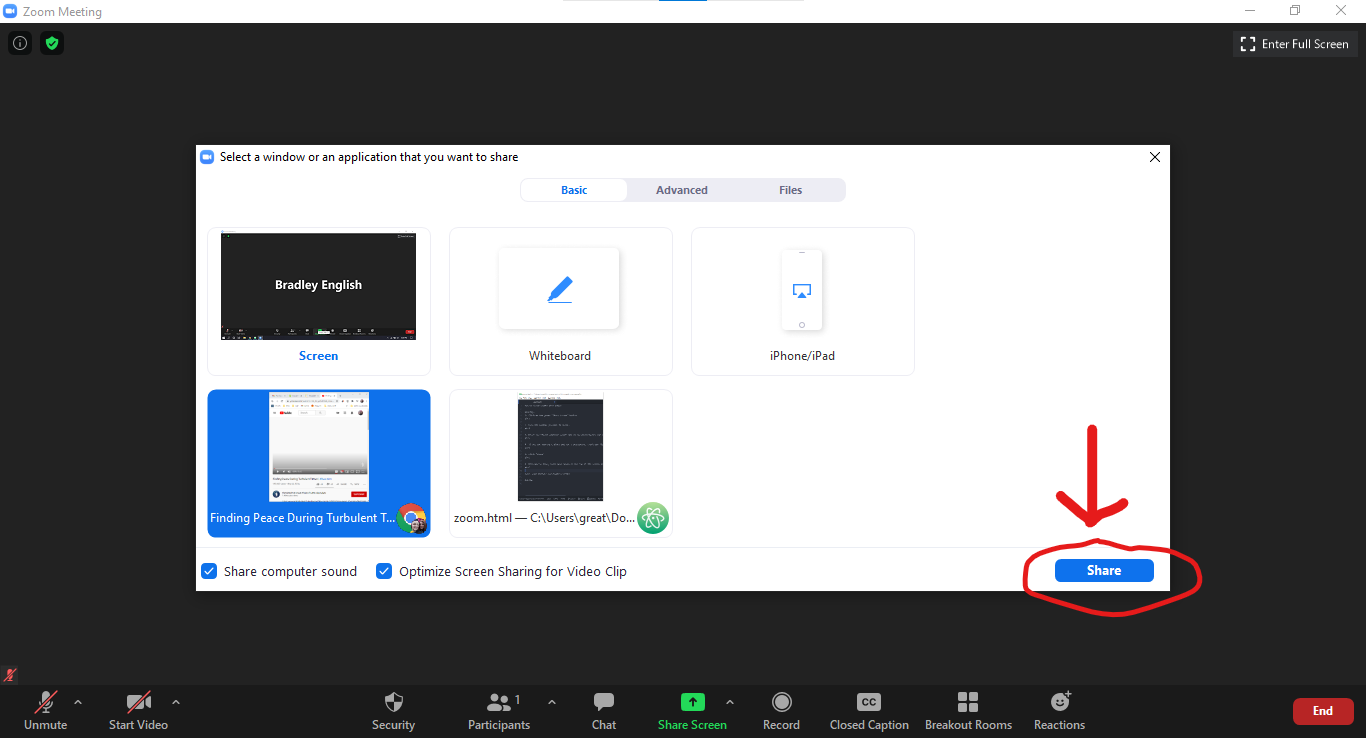 Zoom Meeting
Enter Full Screen
Select a window or an application that you want to share
Basic Advanced Files
Bradley English
Screen
Whiteboard
iPhone/iPad
Finding Peace During Turbulent T...
zoom.html — C:\Users\great\Do...
Share computer sound
Optimize Screen Sharing for Video Clip
Share
Unmute
Start Video
Security
1
Participants
Chat
Share Screen
Record
CC
Closed Caption
Breakout Rooms
Reactions
End